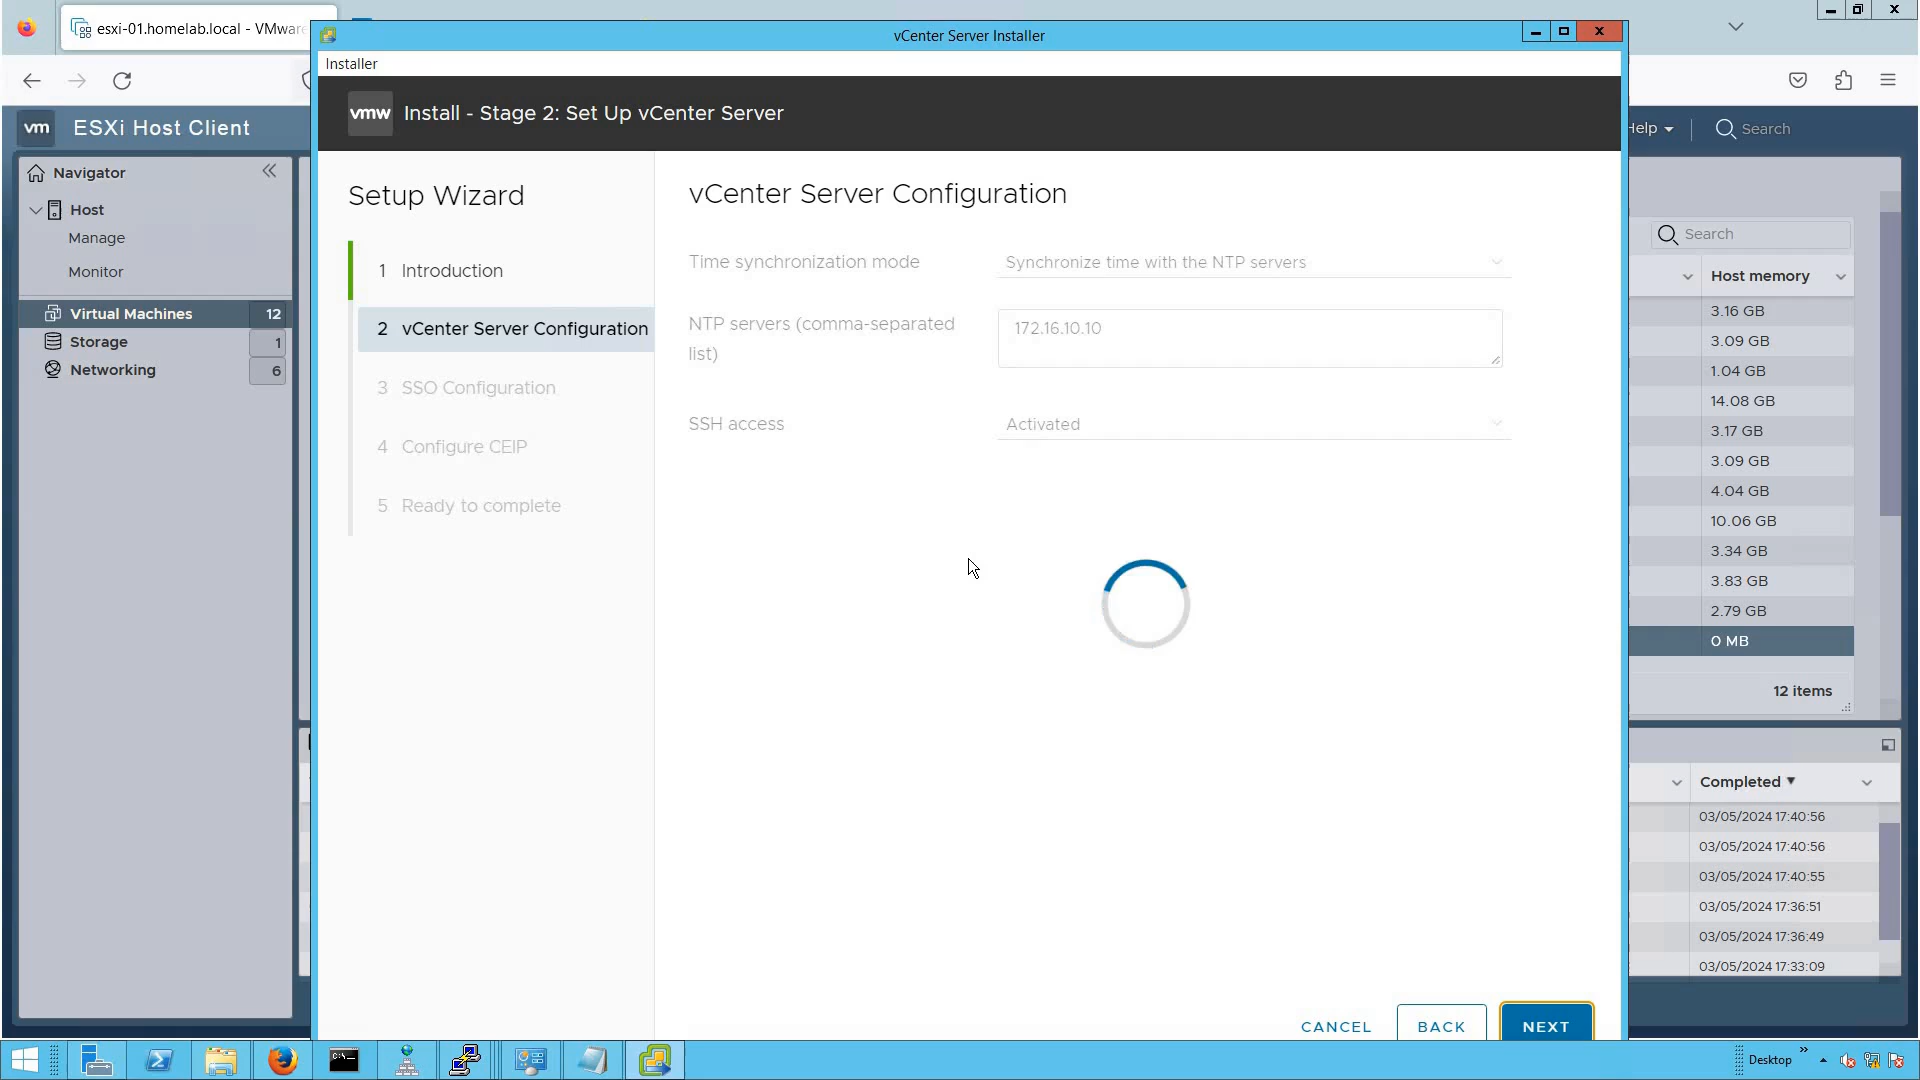 esxi-01.homelab.local - VMware
vCenter Server Installer
Installer
vmw Install - Stage 2: Set Up vCenter Server
vm ESXi Host Client
Help
Search
Navigator
Host
Manage
Monitor
Virtual Machines 12
Storage 1
Networking 6
Setup Wizard
1 Introduction
2 vCenter Server Configuration
3 SSO Configuration
4 Configure CEIP
5 Ready to complete
vCenter Server Configuration
Time synchronization mode
Synchronize time with the NTP servers
NTP servers (comma-separated
list)
172.16.10.10
SSH access
Activated
CANCEL
BACK
NEXT
Search
Host memory
3.16 GB
3.09 GB
1.04 GB
14.08 GB
3.17 GB
3.09 GB
4.04 GB
10.06 GB
3.34 GB
3.83 GB
2.79 GB
0 MB
12 items
Completed
03/05/2024 17:40:56
03/05/2024 17:40:56
03/05/2024 17:40:55
03/05/2024 17:36:51
03/05/2024 17:36:49
03/05/2024 17:33:09
Desktop